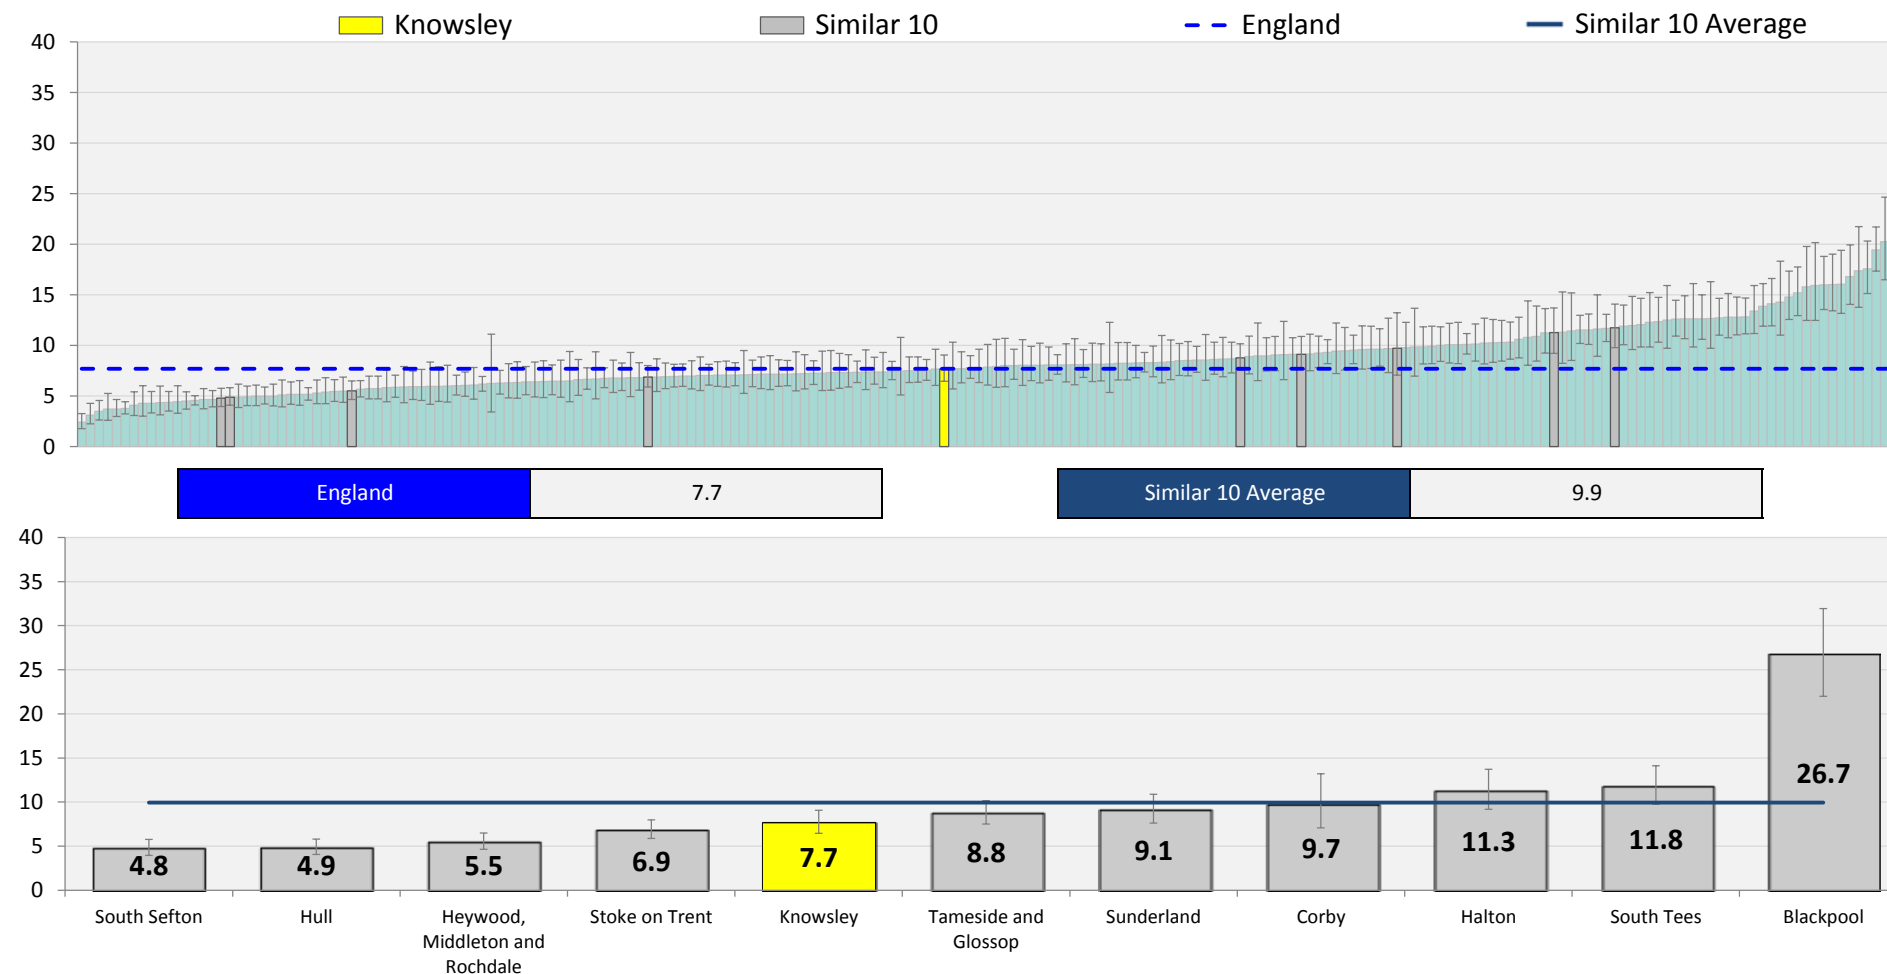 Knowsley
Similar 10
England
Similar 10 Average
40
35
30
25
20
15
10
5
0
England
7.7
Similar 10 Average
9.9
40
35
30
25
20
15
10
5
0
4.8
4.9
5.5
6.9
7.7
8.8
9.1
9.7
11.3
11.8
26.7
South Sefton
Hull
Heywood,
Middleton and
Rochdale
Stoke on Trent
Knowsley
Tameside and
Glossop
Sunderland
Corby
Halton
South Tees
Blackpool